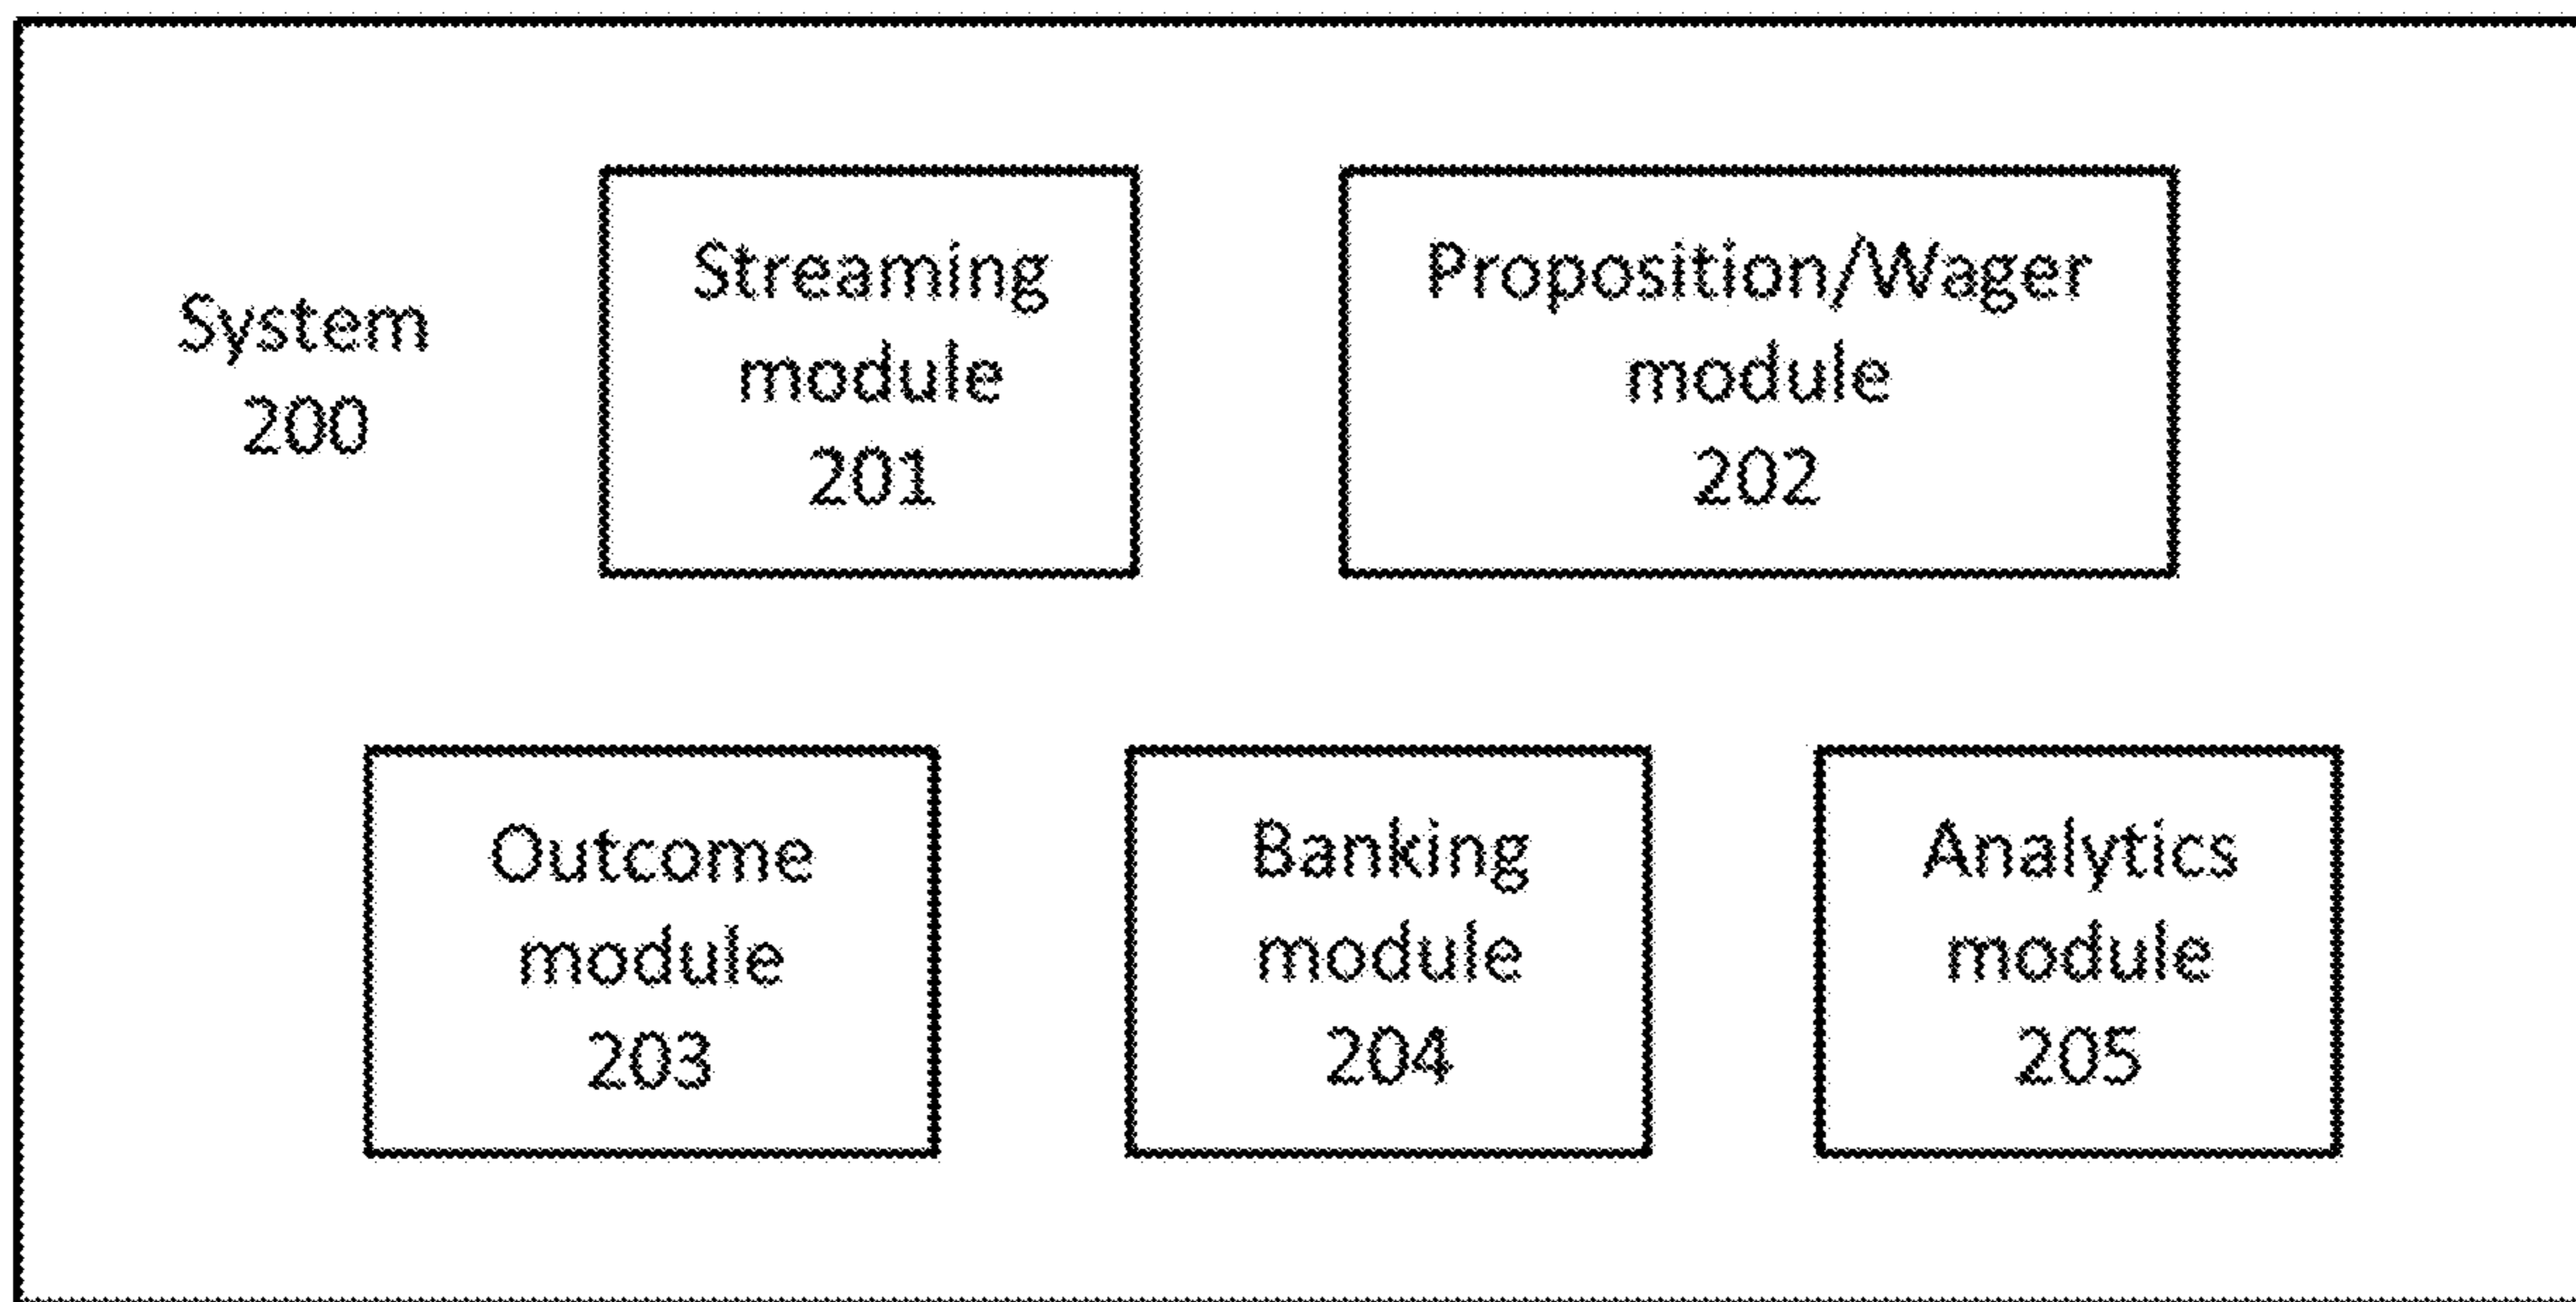 System
200
Streaming
module
201
Proposition/Wager
module
202
Outcome
module
203
Banking
module
204
Analytics
module
205